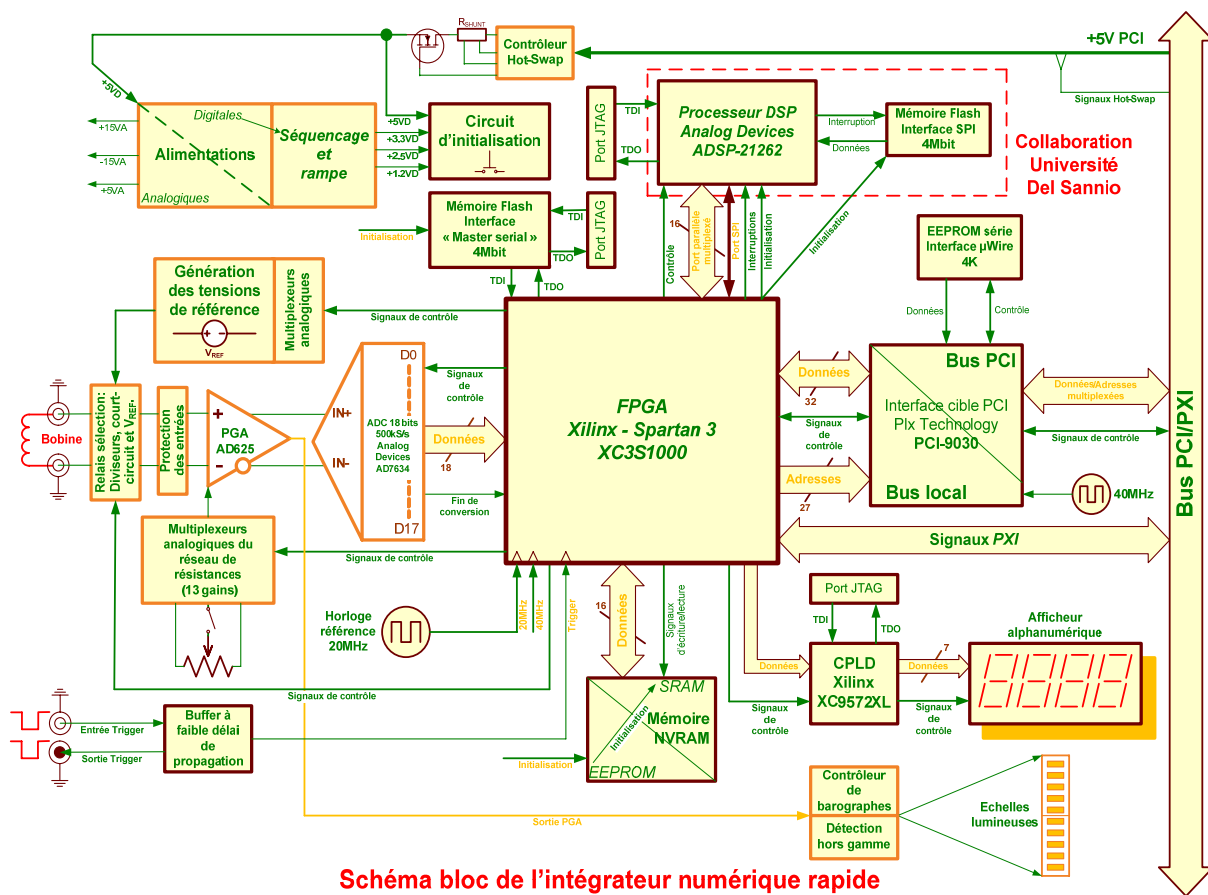 R SHUNT
Contrôleur
Hot-Swap
+5V PCI
Signaux Hot-Swap
+5VD
Digitales
Alimentations
Analogiques
Séquencage
et
rampe
+15VA
-15VA
+5VA
+5VD
+3.3VD
+2.5VD
+1.2VD
Circuit
d'initialisation
Port JTAG
TDI
TDO
Processeur DSP
Analog Devices
ADSP-21262
Interruption
Données
Mémoire Flash
Interface SPI
4Mbit
Collaboration
Université
Del Sannio
Initialisation
Mémoire Flash
Interface
« Master serial »
4Mbit
TDI
TDO
Port JTAG
TDI
TDO
Contrôle
16
Port parallèle
multiplexé
Port SPI
Interruptions
Initialisation
Initialisation
EEPROM série
Interface µWire
4K
Données
Contrôle
Génération
des tensions
de référence
VREF
Multiplexeurs
analogiques
Signaux de contrôle
Bobine
Relais sélection:
Diviseurs, court-
circuit et VREF.
Protection
des entrées
+
-
PGA
AD625
IN+
IN-
D0
ADC 18 bits
500kS/s
Analog
Devices
AD7634
D17
Signaux
de
contrôle
Données
18
Fin de
conversion
FPGA
Xilinx - Spartan 3
XC3S1000
Données
32
Signaux
de
contrôle
Adresses
27
Bus PCI
Interface cible PCI
Plx Technology
PCI-9030
Bus local
Données/Adresses
multiplexées
Signaux de contrôle
40MHz
Signaux PXI
Bus PCI/PXI
Multiplexeurs
analogiques du
réseau de
résistances
(13 gains)
Signaux de contrôle
Horloge
référence
20MHz
20MHz
40MHz
Trigger
16
Données
Signaux
d'écriture/lecture
Signaux de contrôle
Entrée Trigger
Sortie Trigger
Buffer à
faible délai
de
propagation
Initialisation
SRAM
Initialisation
Mémoire
NVRAM
EEPROM
Port JTAG
TDI
TDO
Données
Signaux
de
contrôle
CPLD
Xilinx
XC9572XL
7
Données
Signaux
de
contrôle
Afficheur
alphanumérique
Sortie PGA
Contrôleur
de
barographes
Détection
hors gamme
Echelles
lumineuses
Schéma bloc de l'intégrateur numérique rapide